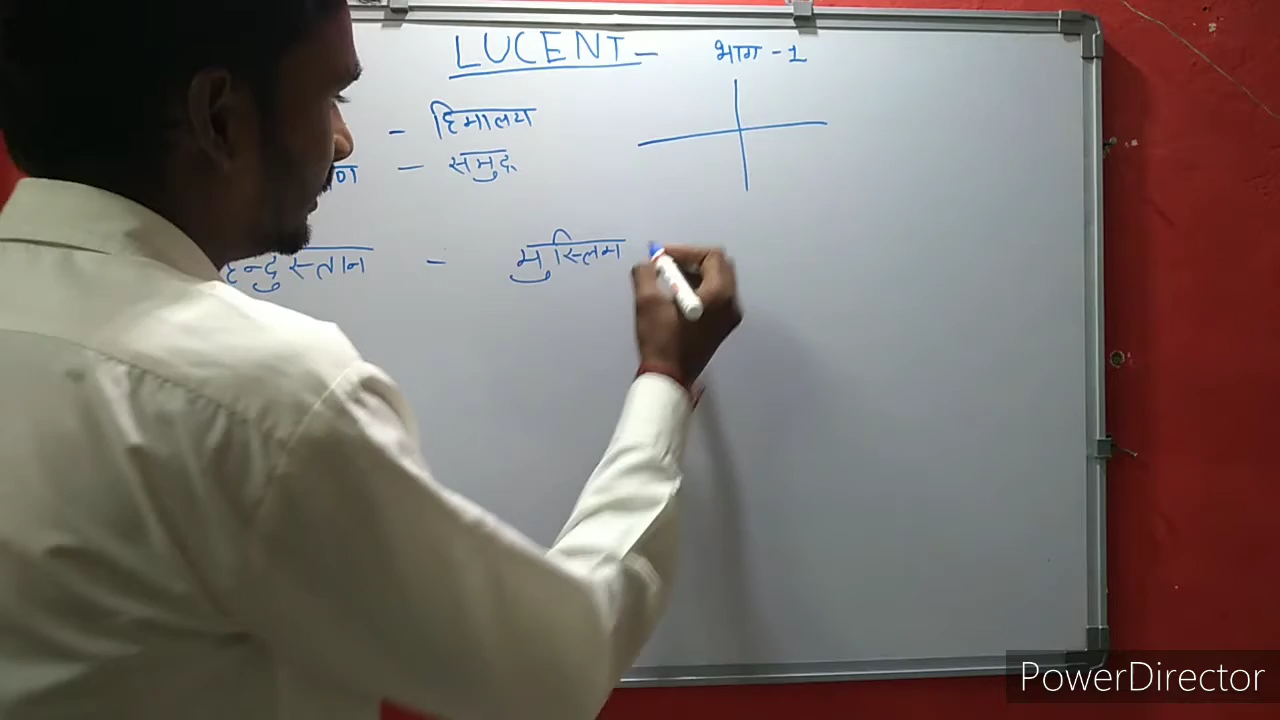 LUCENT - भाग - 1
- हिमालय
- समुद्र
हिन्दुस्तान - मुस्लिम
PowerDirector